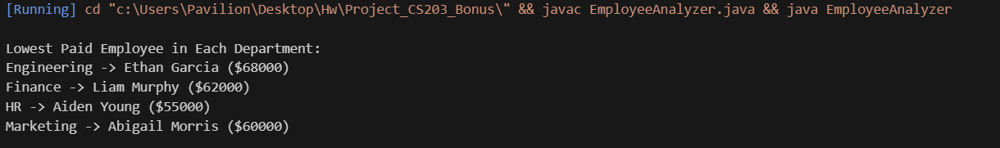 [Running] cd "c:\Users\Pavilion\Desktop\Hw\Project_CS203_Bonus\" && javac EmployeeAnalyzer.java && java EmployeeAnalyzer
Lowest Paid Employee in Each Department:
Engineering -> Ethan Garcia ($68000)
Finance -> Liam Murphy ($62000)
HR -> Aiden Young ($55000)
Marketing -> Abigail Morris ($60000)